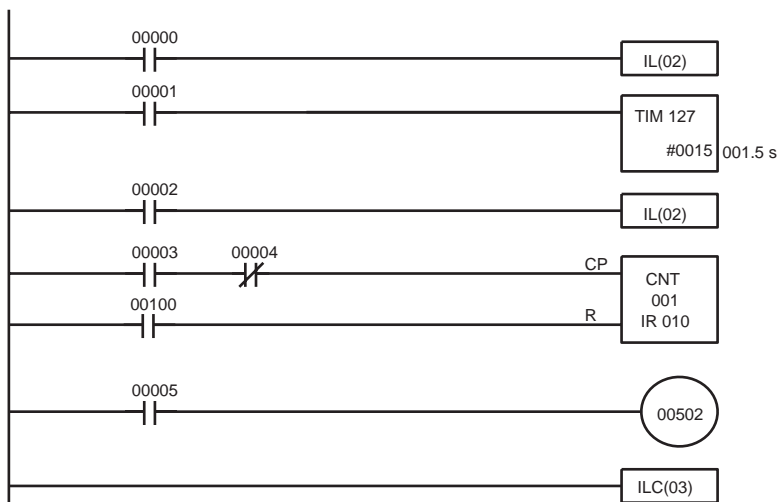 00000
IL(02)
00001
TIM 127
#0015 001.5 s
00002
IL(02)
00003 00004
CP
CNT
001
IR 010
00100
R
00005
00502
ILC(03)